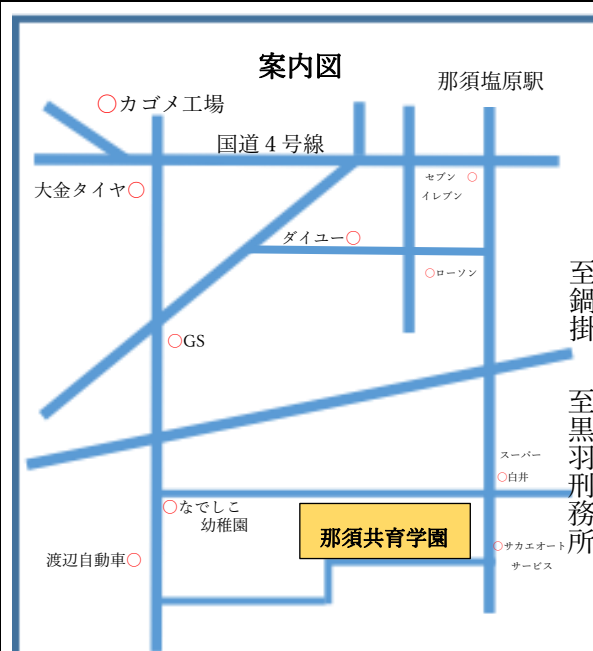 案内図
那須塩原駅
○カゴメ工場
国道4号線
セブン ○
イレブン
大金タイヤ○
ダイユー○
○ローソン
至鍋掛
○GS
至黒羽刑務所
スーパー
○白井
○なでしこ
幼稚園
那須共育学園
○サカエオート
サービス
渡辺自動車○